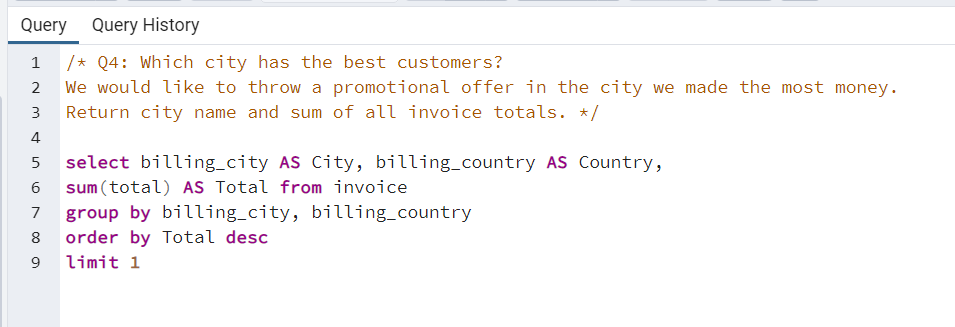 Query Query History
1 /* Q4: Which city has the best customers?
2 We would like to throw a promotional offer in the city we made the most money.
3 Return city name and sum of all invoice totals. */
4
5 select billing_city AS City, billing_country AS Country,
6 sum(total) AS Total from invoice
7 group by billing_city, billing_country
8 order by Total desc
9 limit 1